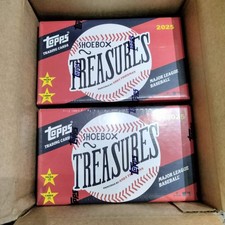 Topps
TRADING CARDS
2025
SHOEBOX
TREASURES
MAJOR LEAGUE
BASEBALL
Topps
TRADING CARDS
SHOEBOX
TREASURES
MAJOR LEAGUE
BASEBALL